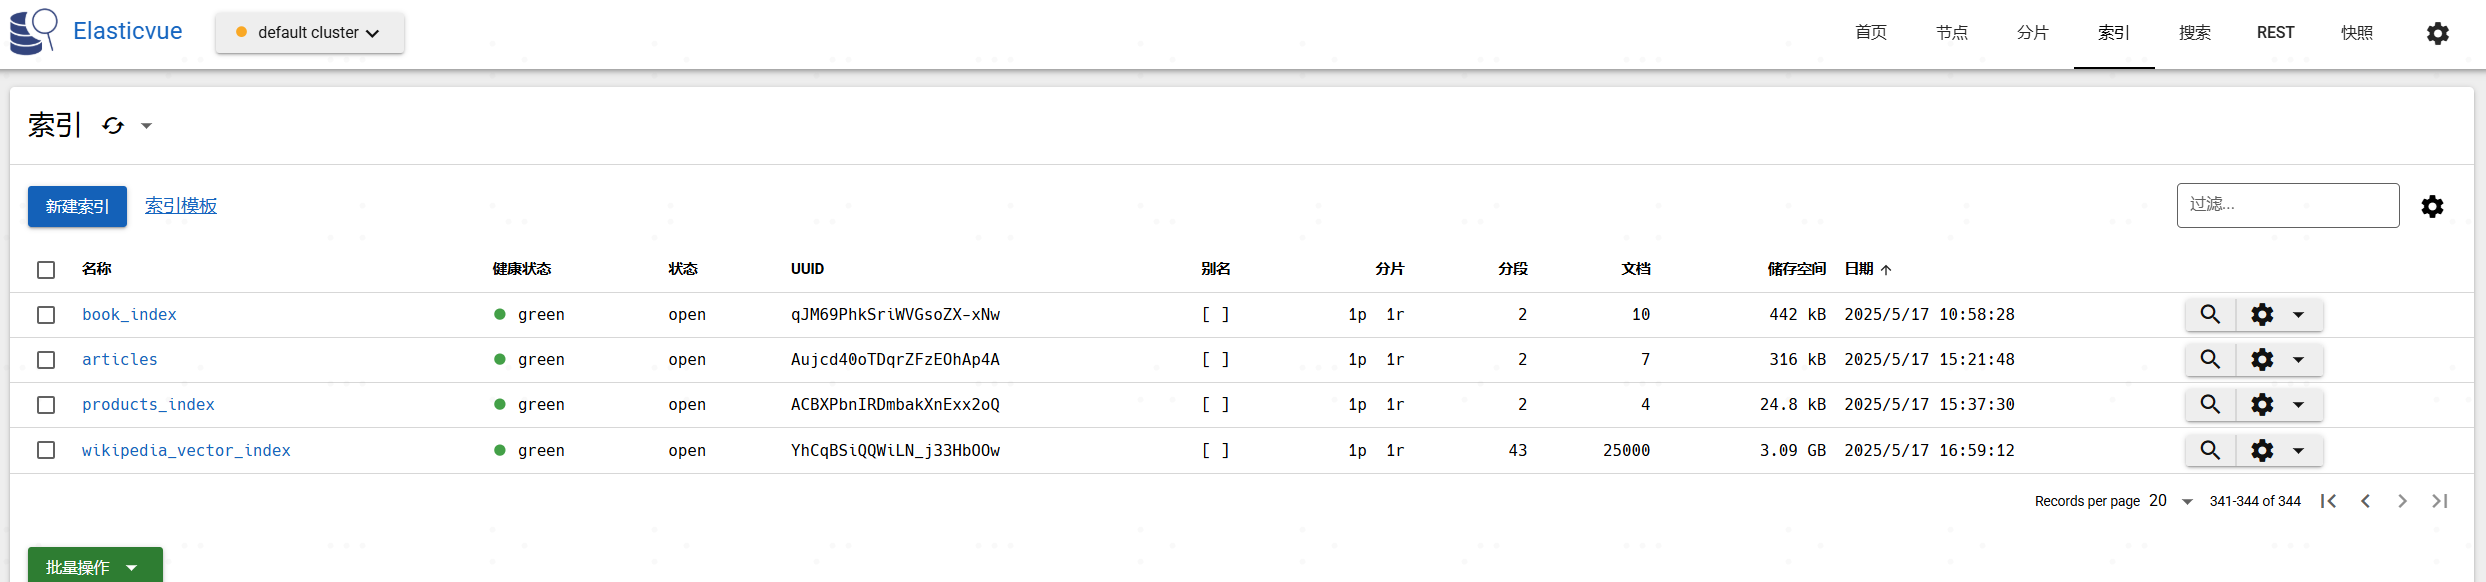 Elasticvue default cluster 首页 节点 分片 索引 搜索 REST 快照
索引
新建索引 索引模板 过滤...
名称 健康状态 状态 UUID 别名 分片 分段 文档 储存空间 日期
book_index green open qJM69PhkSriWVGsoZX-xNw [ ] 1p 1r 2 10 442 kB 2025/5/17 10:58:28
articles green open Aujcd40oTDqrZFzEOhAp4A [ ] 1p 1r 2 7 316 kB 2025/5/17 15:21:48
products_index green open ACBXPbnIRDmbakXnExx2oQ [ ] 1p 1r 2 4 24.8 kB 2025/5/17 15:37:30
wikipedia_vector_index green open YhCqBSiQQWiLN_j33HbOOw [ ] 1p 1r 43 25000 3.09 GB 2025/5/17 16:59:12
Records per page 20 341-344 of 344
批量操作